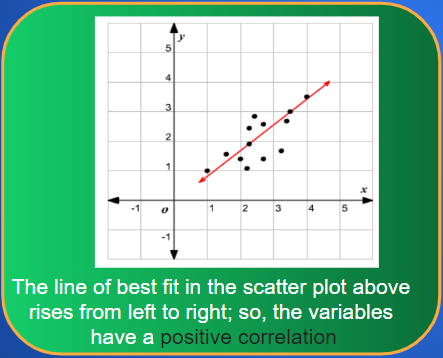 y
5
4
3
2
1
x
-1 o 1 2 3 4 5
-1
The line of best fit in the scatter plot above
rises from left to right; so, the variables
have a positive correlation